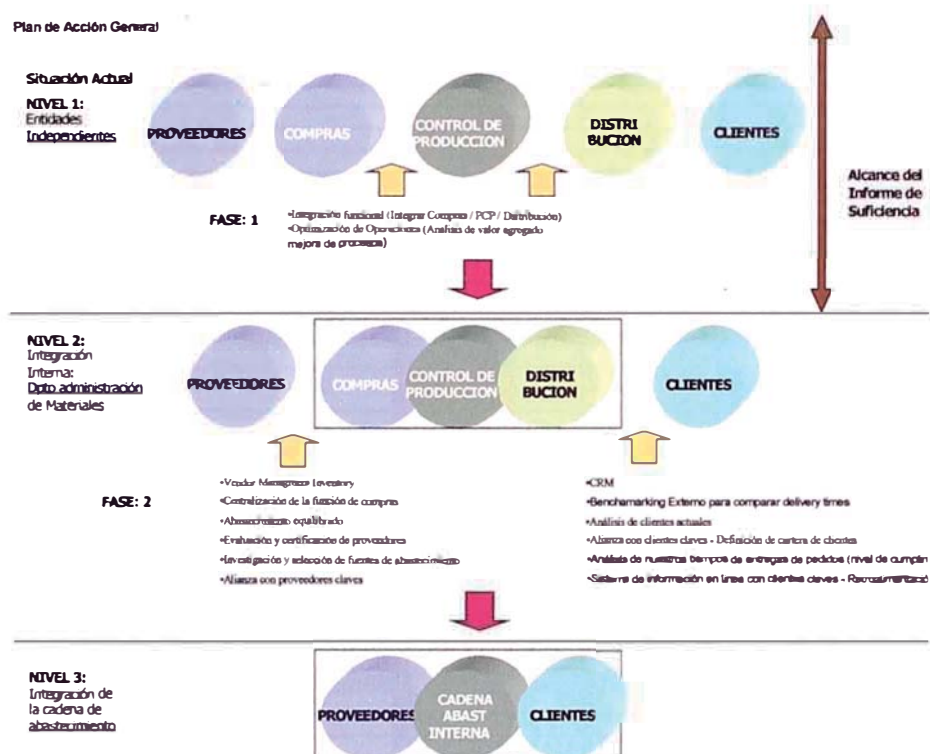 Plan de Acción General
Situación Actual
NIVEL 1:
Entidades
Independientes
PROVEEDORES
COMPRAS
CONTROL DE
PRODUCCION
DISTRI
BUCION
CLIENTES
Alcance del
Informe de
Suficiencia
FASE: 1
•Integración funcional (Integrar Compras / PCP / Distribución)
•Optimización de Operaciones (Análisis de valor agregado
mejora de procesos)
NIVEL 2:
Integración
Interna:
Dpto administración
de Materiales
PROVEEDORES
COMPRAS
CONTROL DE
PRODUCCION
DISTRI
BUCION
CLIENTES
FASE: 2
•Vendor Management Inventory
•Centralización de la función de compras
•Abastecimiento equilibrado
•Evaluación y certificación de proveedores
•Investigación y selección de fuentes de abastecimiento
•Alianza con proveedores claves
•CRM
•Benchamarking Externo para comparar delivery times
•Análisis de clientes actuales
•Alianza con clientes claves - Definición de cartera de clientes
•Análisis de nuestros tiempos de entregas de pedidos (nivel de cumplin
•Sistema de información en linea con clientes claves - Retroalimentació
NIVEL 3:
Integración de
la cadena de
abastecimiento
PROVEEDORES
CADENA
ABAST
INTERNA
CLIENTES